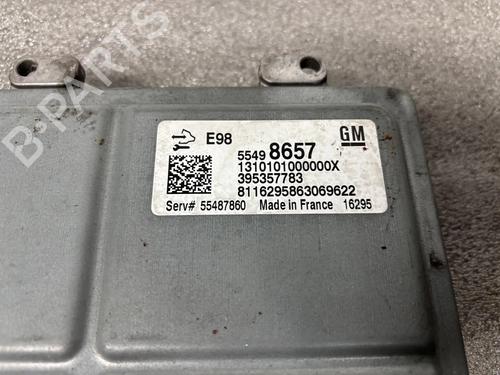 B-PARTS
E98
GM
5549 8657
1310101000000X
395357783
8116295863069622
Serv# 55487860 Made in France 16295